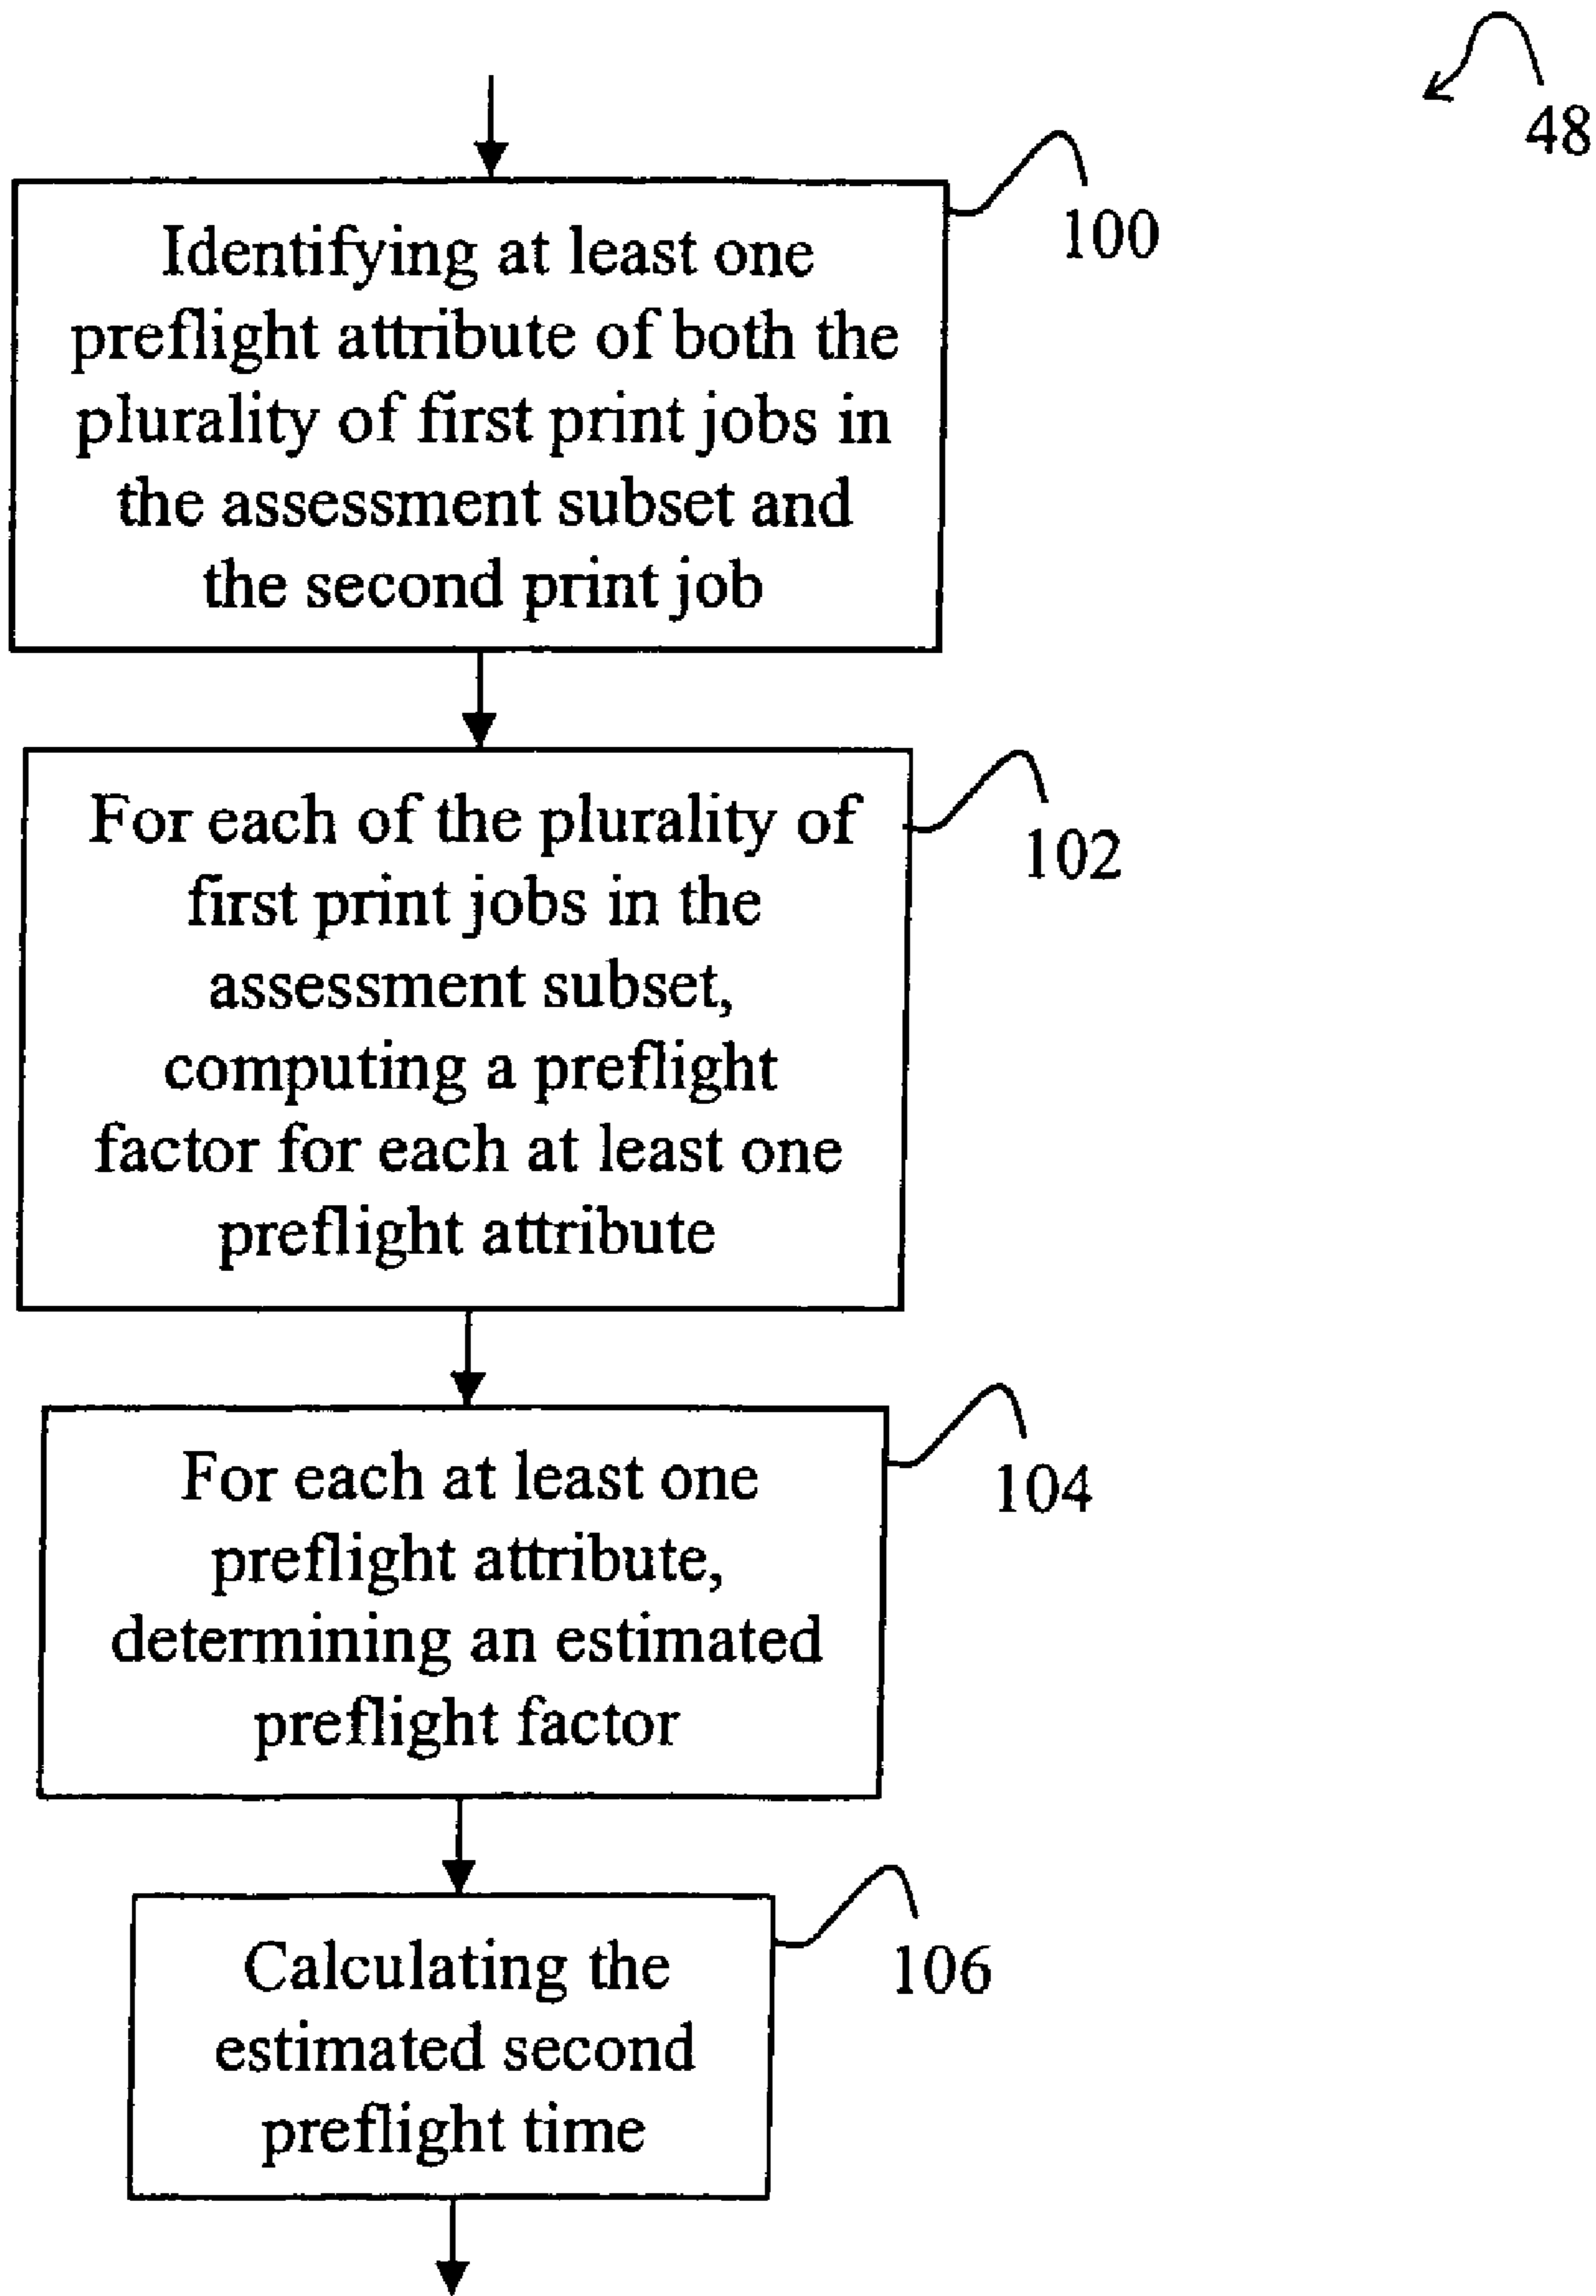 48
100
Identifying at least one
preflight attribute of both the
plurality of first print jobs in
the assessment subset and
the second print job
102
For each of the plurality of
first print jobs in the
assessment subset,
computing a preflight
factor for each at least one
preflight attribute
104
For each at least one
preflight attribute,
determining an estimated
preflight factor
106
Calculating the
estimated second
preflight time